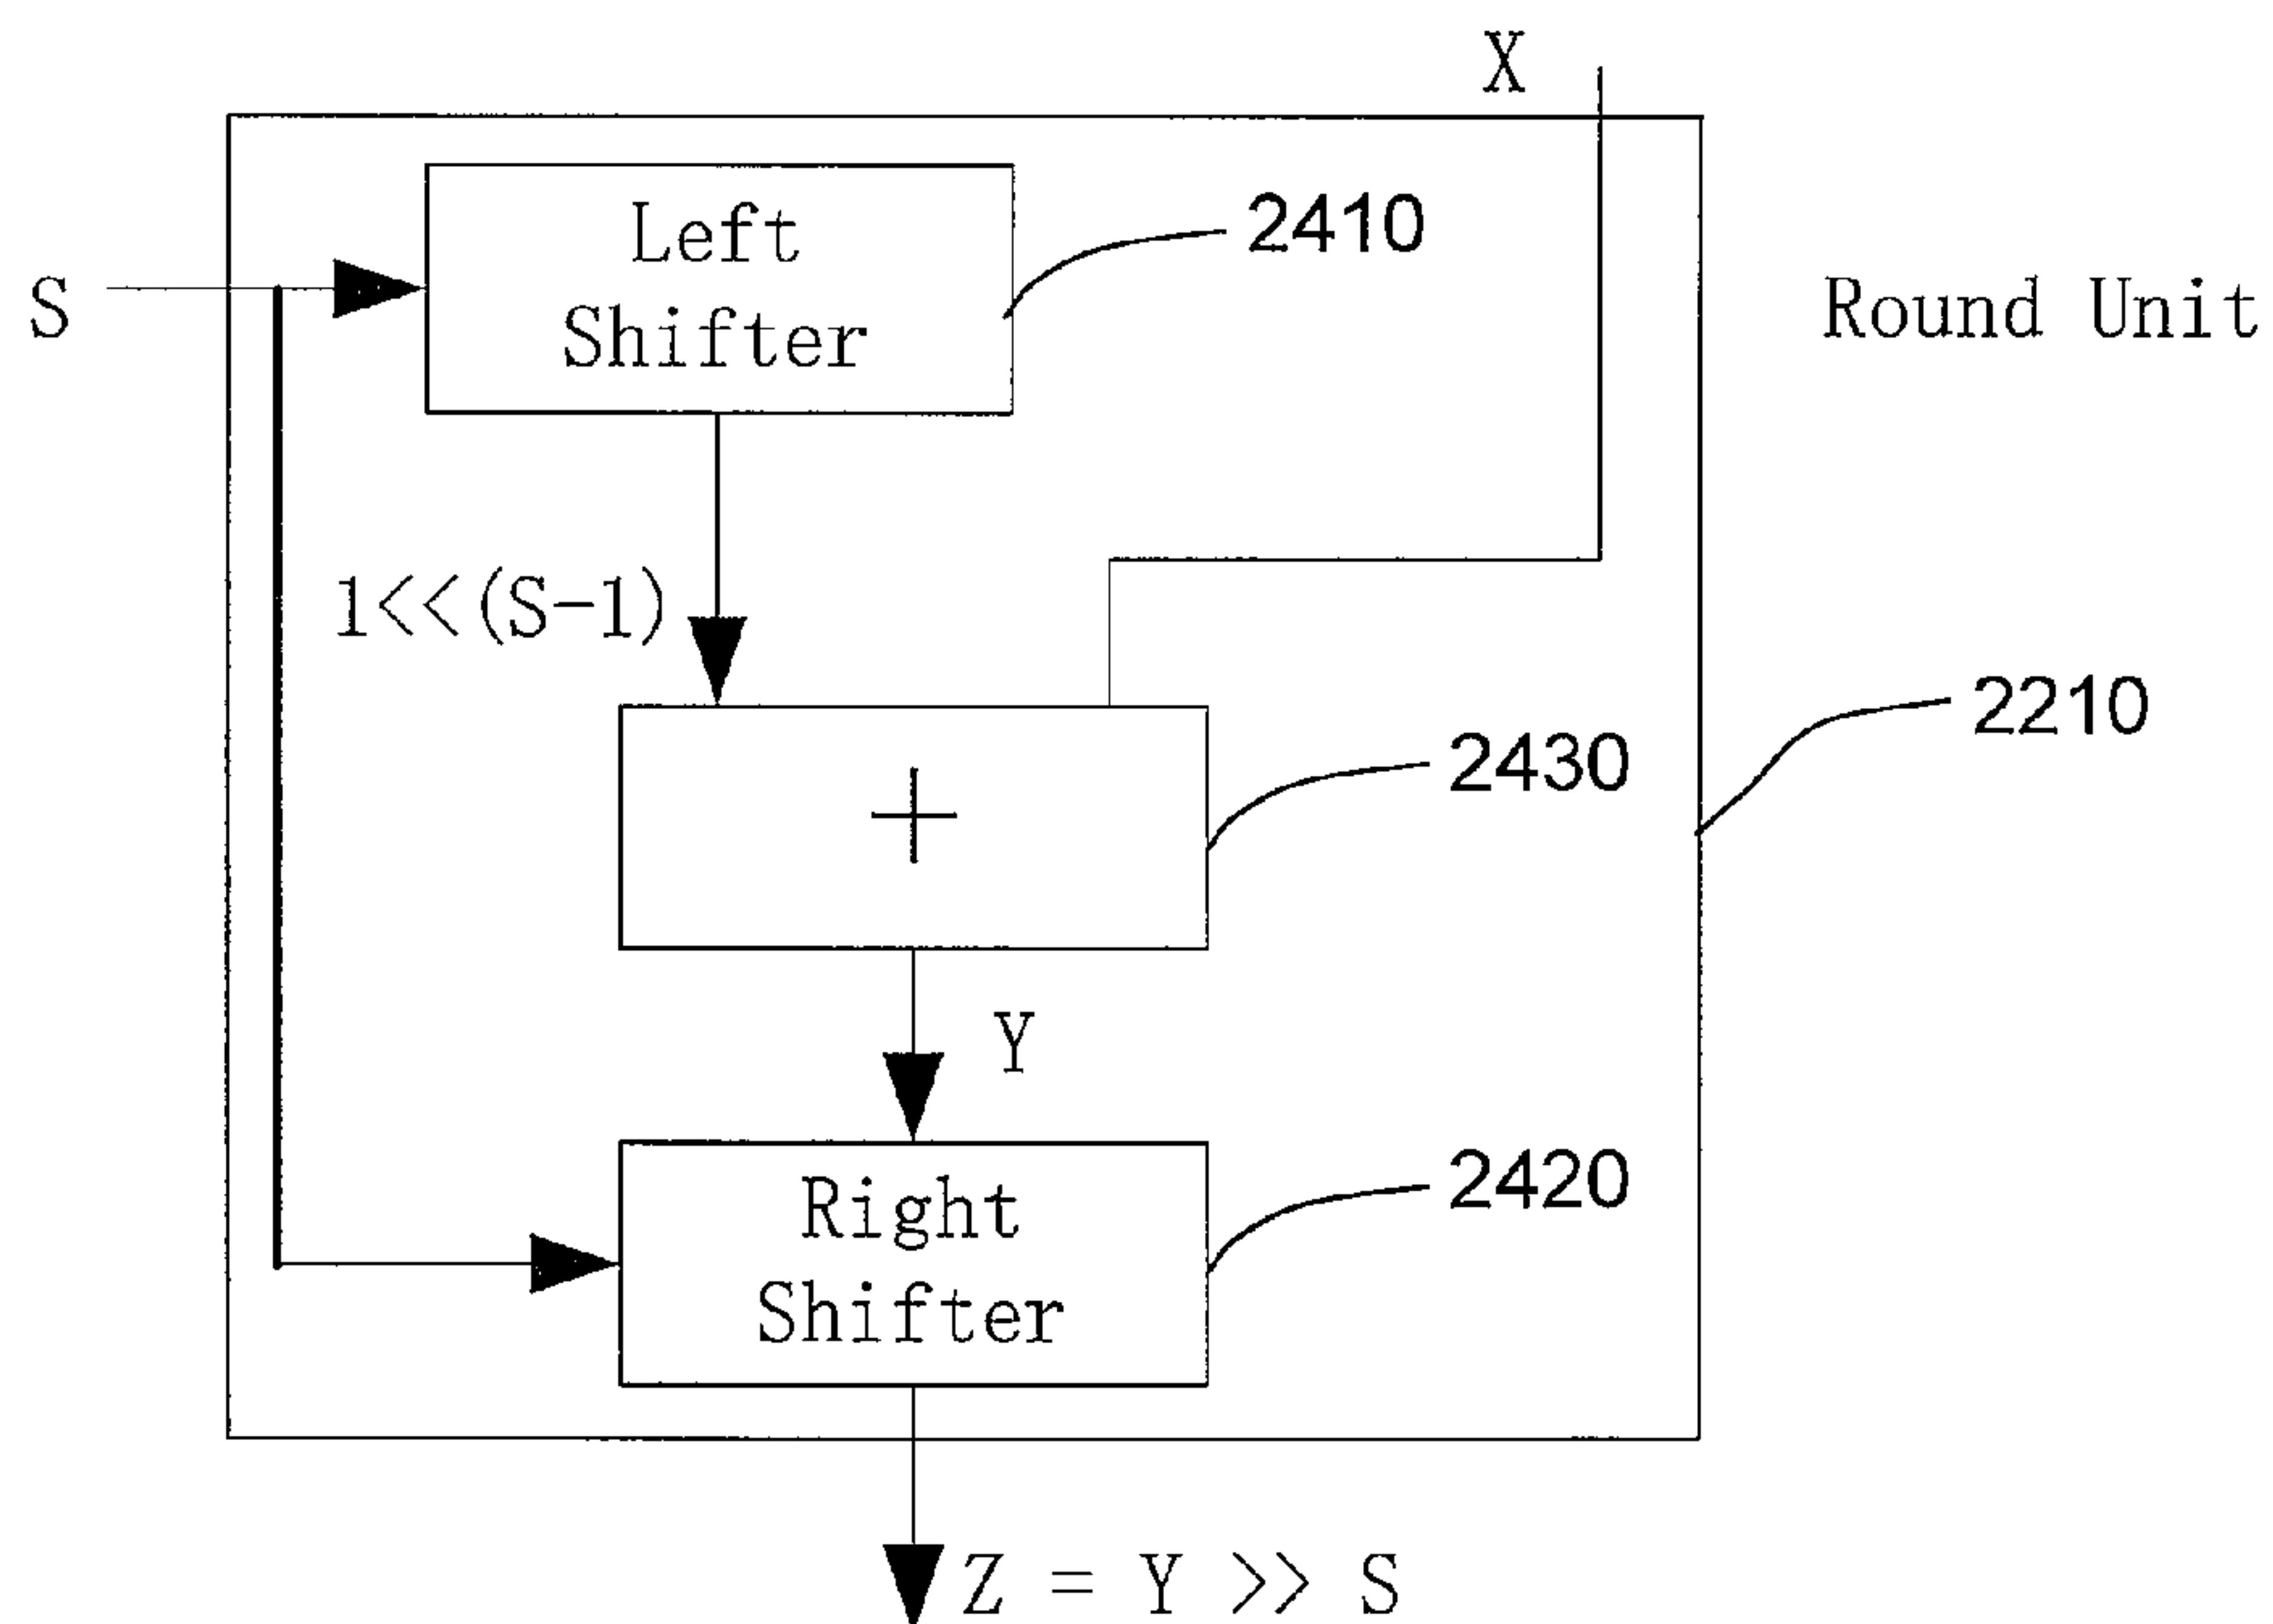 X
Left
Shifter
2410
S
Round Unit
1<<(S-1)
2210
+
2430
Y
Right
Shifter
2420
Z = Y >> S